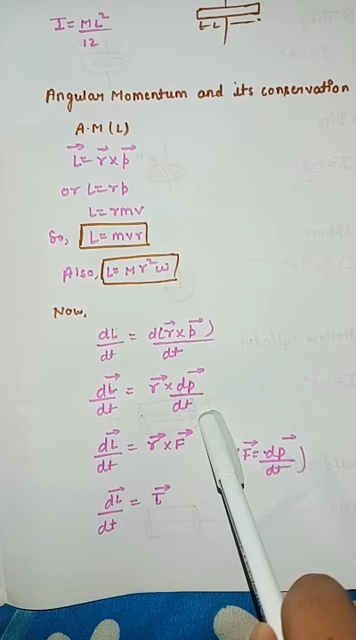 I = ML²/12
L
Angular Momentum and its conservation
A.M (L)
L⃗ = r⃗ x p⃗
or L = rp
L = rmv
So, L = mvr
Also, L = Mr²ω
Now,
dL⃗/dt = d(r⃗ x p⃗)/dt
dL⃗/dt = r⃗ x dp⃗/dt
dL⃗/dt = r⃗ x F⃗ F⃗ = dp⃗/dt)
dL⃗/dt = τ⃗